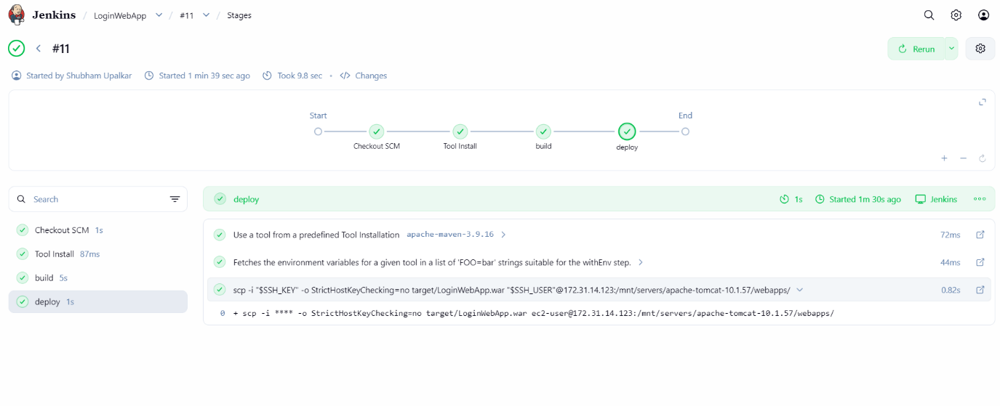 Jenkins / LoginWebApp / #11 / Stages
#11
Rerun
Started by Shubham Upalkar Started 1 min 39 sec ago Took 9.8 sec • </> Changes
Start End
Checkout SCM Tool Install build deploy
Search
Checkout SCM 1s
Tool Install 87ms
build 5s
deploy 1s
deploy 1s Started 1m 30s ago Jenkins
Use a tool from a predefined Tool Installation apache-maven-3.9.16 72ms
Fetches the environment variables for a given tool in a list of 'FOO=bar' strings suitable for the withEnv step. 44ms
scp -i "$SSH_KEY" -o StrictHostKeyChecking=no target/LoginWebApp.war "$SSH_USER"@172.31.14.123:/mnt/servers/apache-tomcat-10.1.57/webapps/ 0.82s
0 + scp -i **** -o StrictHostKeyChecking=no target/LoginWebApp.war ec2-user@172.31.14.123:/mnt/servers/apache-tomcat-10.1.57/webapps/